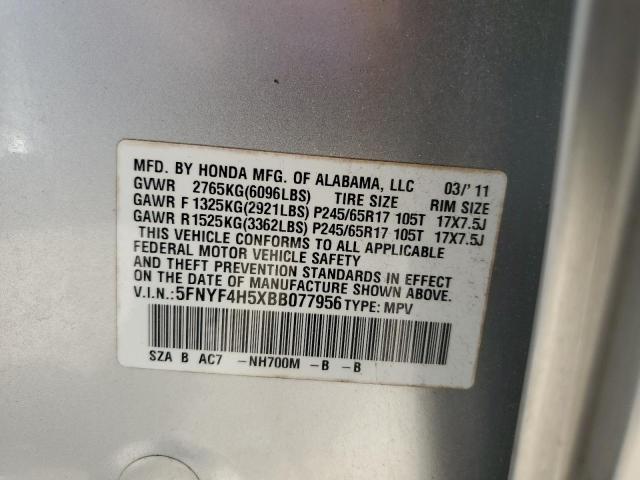 MFD. BY HONDA MFG. OF ALABAMA, LLC 03/'11
GVWR 2765KG(6096LBS) TIRE SIZE RIM SIZE
GAWR F 1325KG(2921LBS) P245/65R17 105T 17X7.5J
GAWR R1525KG(3362LBS) P245/65R17 105T 17X7.5J
THIS VEHICLE CONFORMS TO ALL APPLICABLE
FEDERAL MOTOR VEHICLE SAFETY
AND THEFT PREVENTION STANDARDS IN EFFECT
ON THE DATE OF MANUFACTURE SHOWN ABOVE.
V.I.N.:5FNYF4H5XBB077956 TYPE: MPV
SZA B AC7 -NH700M -B -B